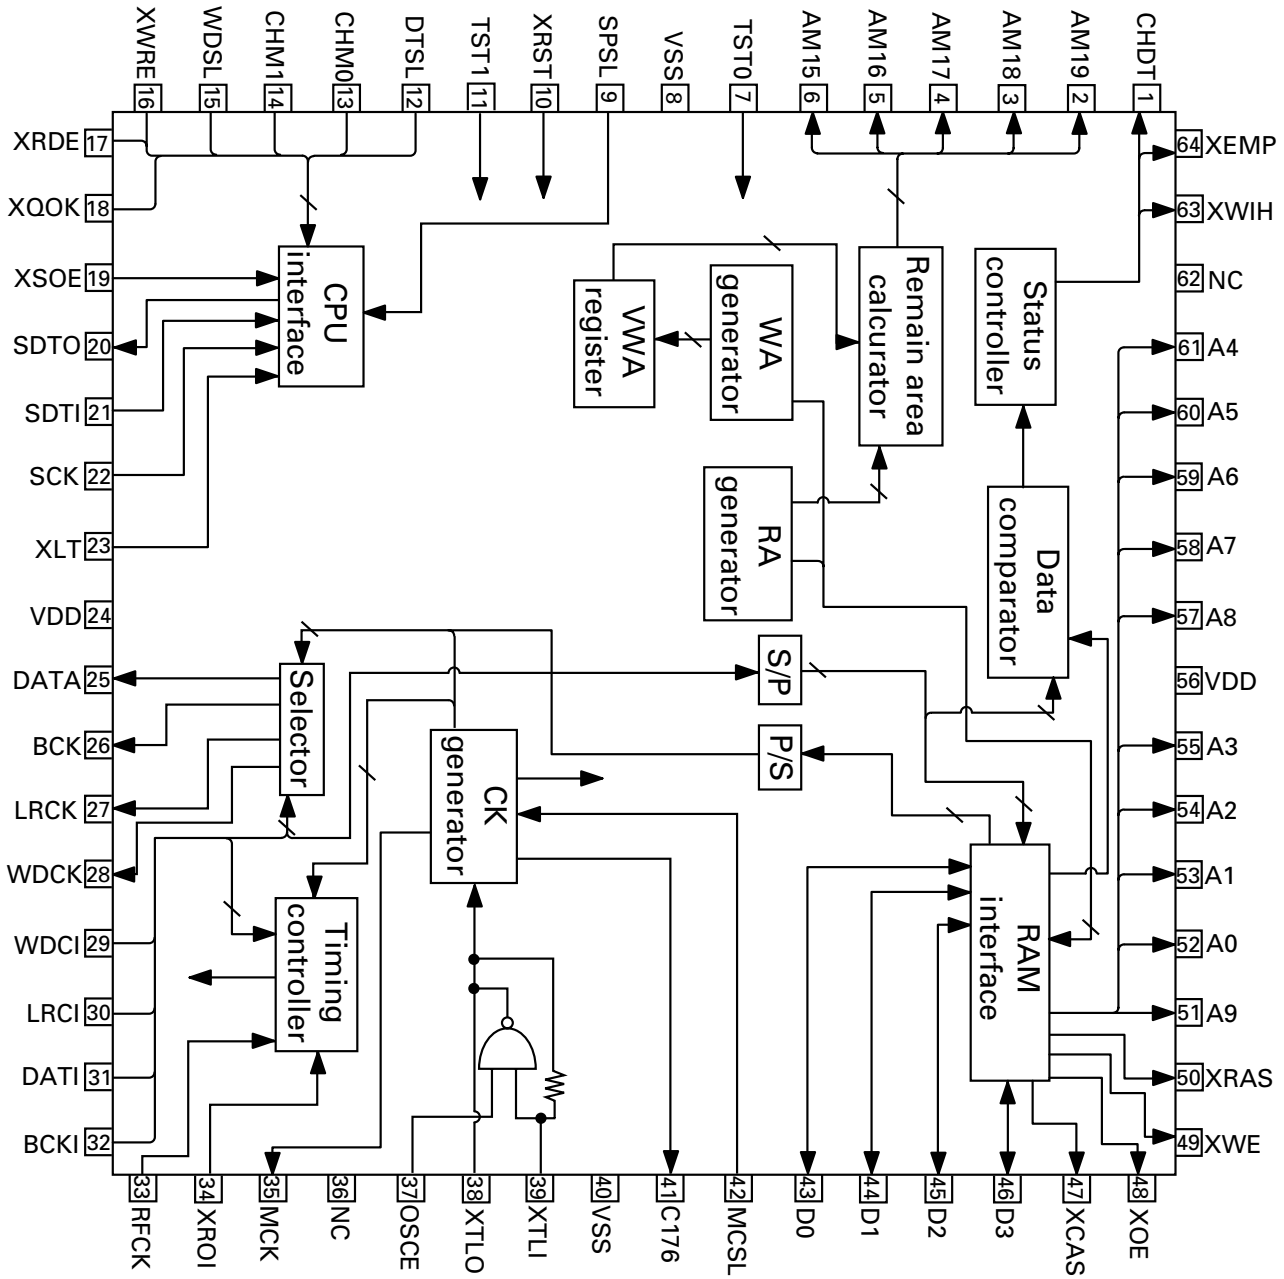 XWRE 16
WDSL 15
CHM1 14
CHM0 13
DTSL 12
TST1 11
XRST 10
SPSL 9
VSS 8
TST0 7
AM15 6
AM16 5
AM17 4
AM18 3
AM19 2
CHDT 1
XRDE 17
XQOK 18
XSOE 19
SDTO 20
SDTI 21
SCK 22
XLT 23
VDD 24
DATA 25
BCK 26
LRCK 27
WDCK 28
WDCI 29
LRCI 30
DATI 31
BCKI 32
CPU
interface
VWA
register
WA
generator
Remain area
calcurator
Status
controller
RA
generator
Data
comparator
S/P
P/S
Selector
CK
generator
Timing
controller
RAM
interface
64 XEMP
63 XWIH
62 NC
61 A4
60 A5
59 A6
58 A7
57 A8
56 VDD
55 A3
54 A2
53 A1
52 A0
51 A9
50 XRAS
49 XWE
33 RFCK
34 XROI
35 MCK
36 NC
37 OSCE
38 XTLO
39 XTLI
40 VSS
41 C176
42 MCSL
43 D0
44 D1
45 D2
46 D3
47 XCAS
48 XOE